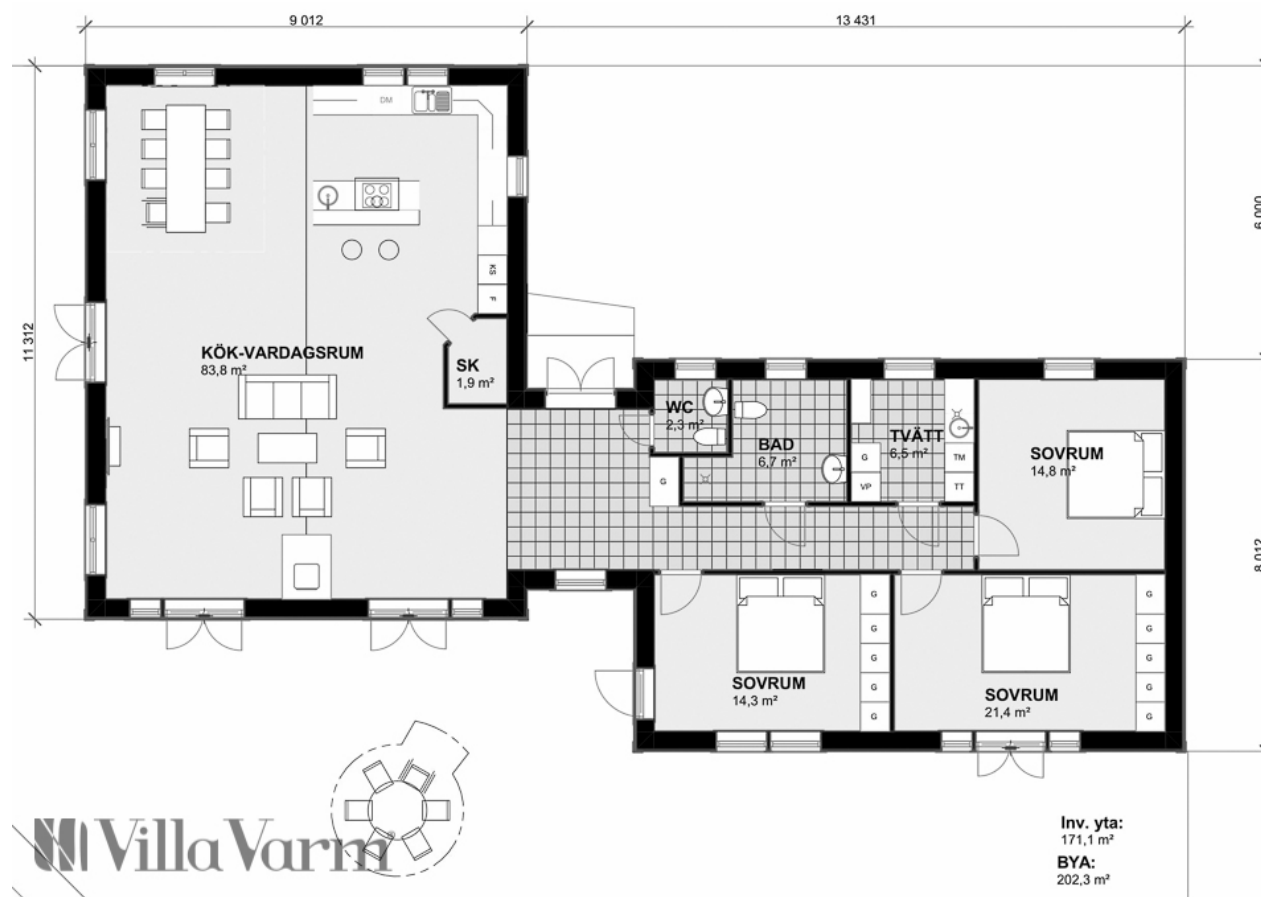 9 012
13 431
DM
6 000
KS
F
11 312
KÖK-VARDAGSRUM
83,8 m²
SK
1,9 m²
WC
2,3 m²
BAD
6,7 m²
TVÄTT
6,5 m²
G
TM
VP
TT
G
SOVRUM
14,8 m²
8 012
G
G
G
G
G
G
G
G
G
G
SOVRUM
14,3 m²
SOVRUM
21,4 m²
Villa Varm
Inv. yta:
171,1 m²
BYA:
202,3 m²